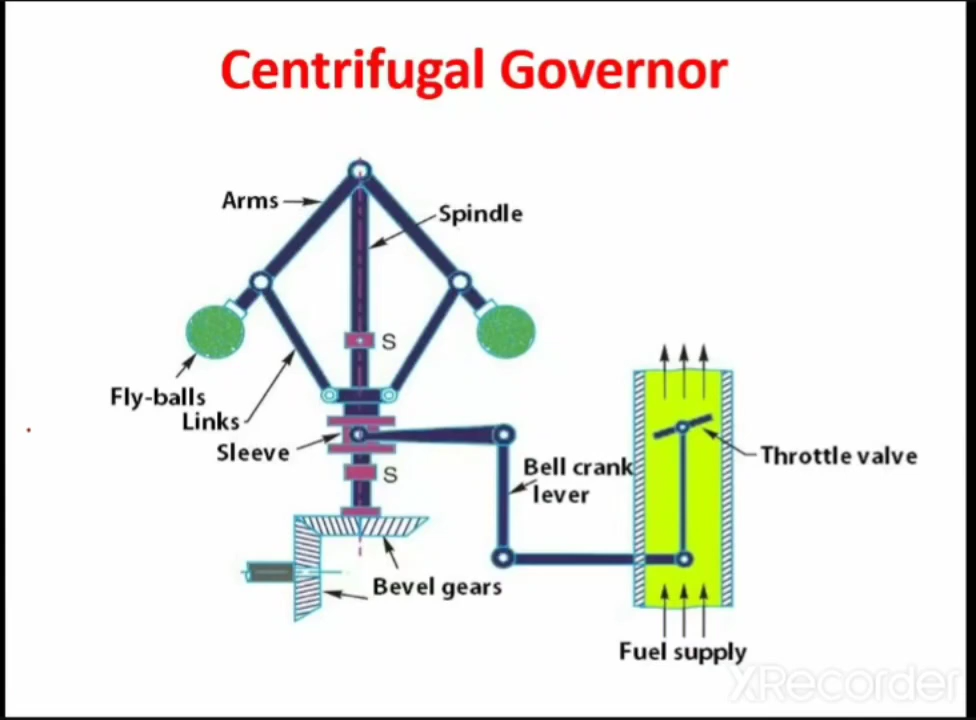 Centrifugal Governor
Arms
Spindle
S
Fly-balls
Links
Sleeve
S
Bell crank
lever
Throttle valve
Bevel gears
Fuel supply
XRecorder